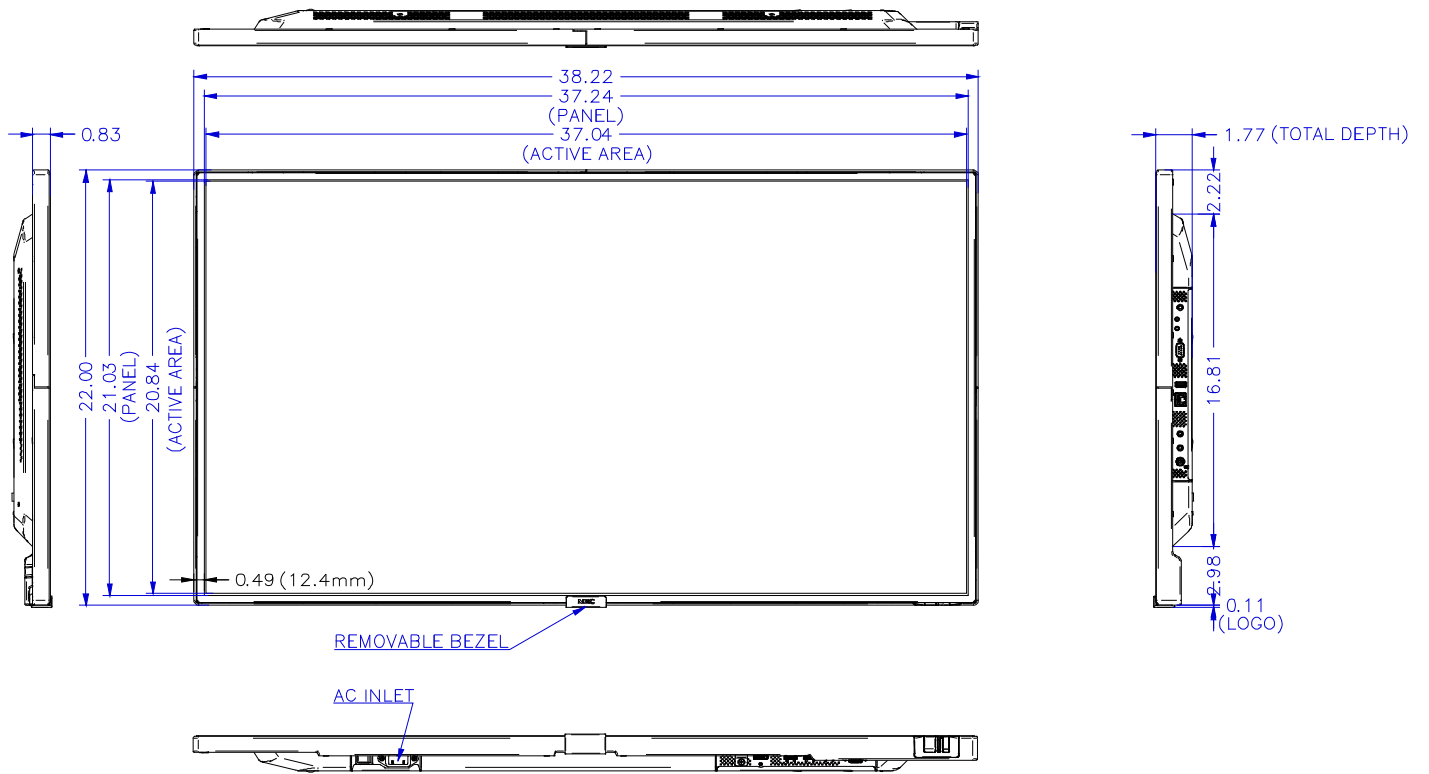 38.22
37.24
(PANEL)
37.04
(ACTIVE AREA)
0.83
1.77 (TOTAL DEPTH)
2.22
22.00
21.03
(PANEL)
20.84
(ACTIVE AREA)
16.81
0.49 (12.4mm)
2.98
NEC
0.11
(LOGO)
REMOVABLE BEZEL
AC INLET